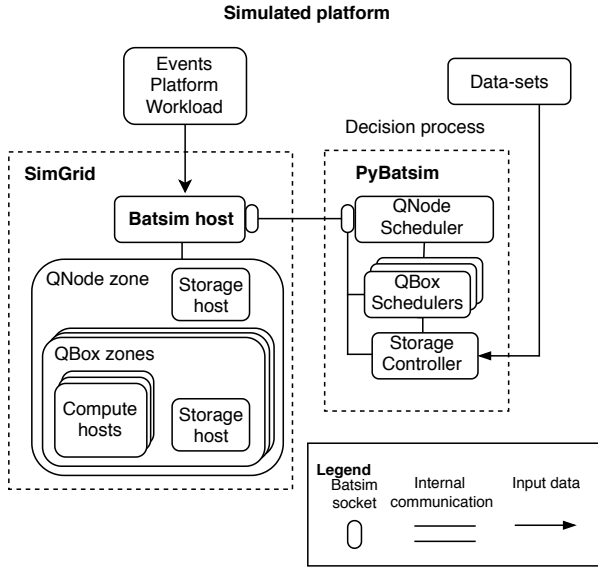 Simulated platform
Events
Platform
Workload
Data-sets
Decision process
SimGrid
PyBatsim
Batsim host
QNode
Scheduler
QNode zone
Storage
host
QBox
Schedulers
QBox zones
Storage
Controller
Compute
hosts
Storage
host
Legend
Batsim
socket
Internal
communication
Input data